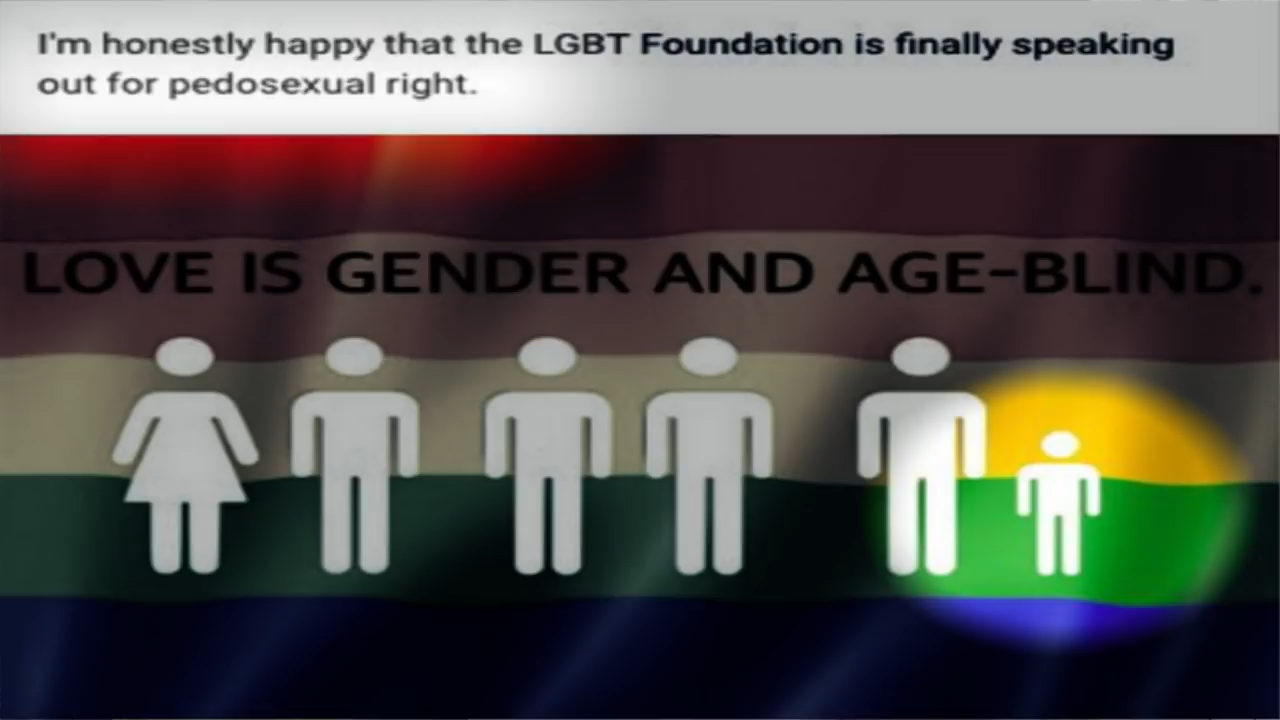 I'm honestly happy that the LGBT Foundation is finally speaking
out for pedosexual right.
LOVE IS GENDER AND AGE-BLIND.